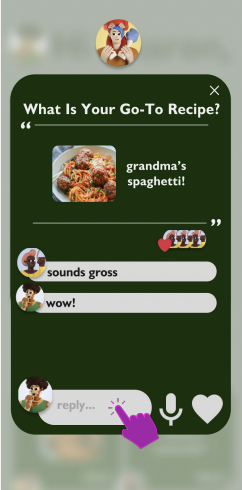 What Is Your Go-To Recipe?
“
grandma's
spaghetti!
”
sounds gross
wow!
reply...